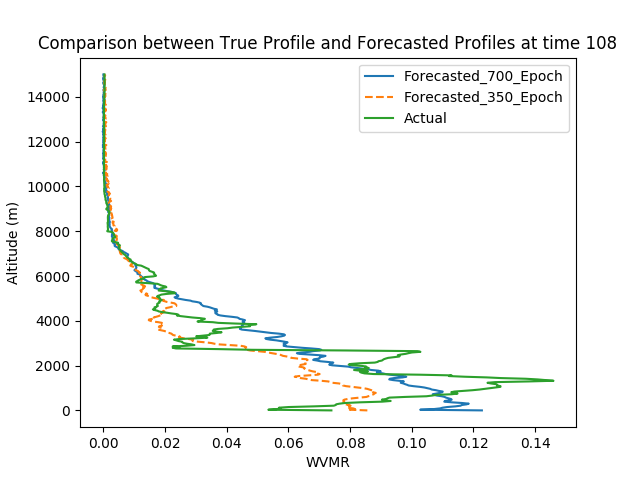 Comparison between True Profile and Forecasted Profiles at time 108
Forecasted_700_Epoch
Forecasted_350_Epoch
Actual
Altitude (m)
14000
12000
10000
8000
6000
4000
2000
0
0.00 0.02 0.04 0.06 0.08 0.10 0.12 0.14
WVMR